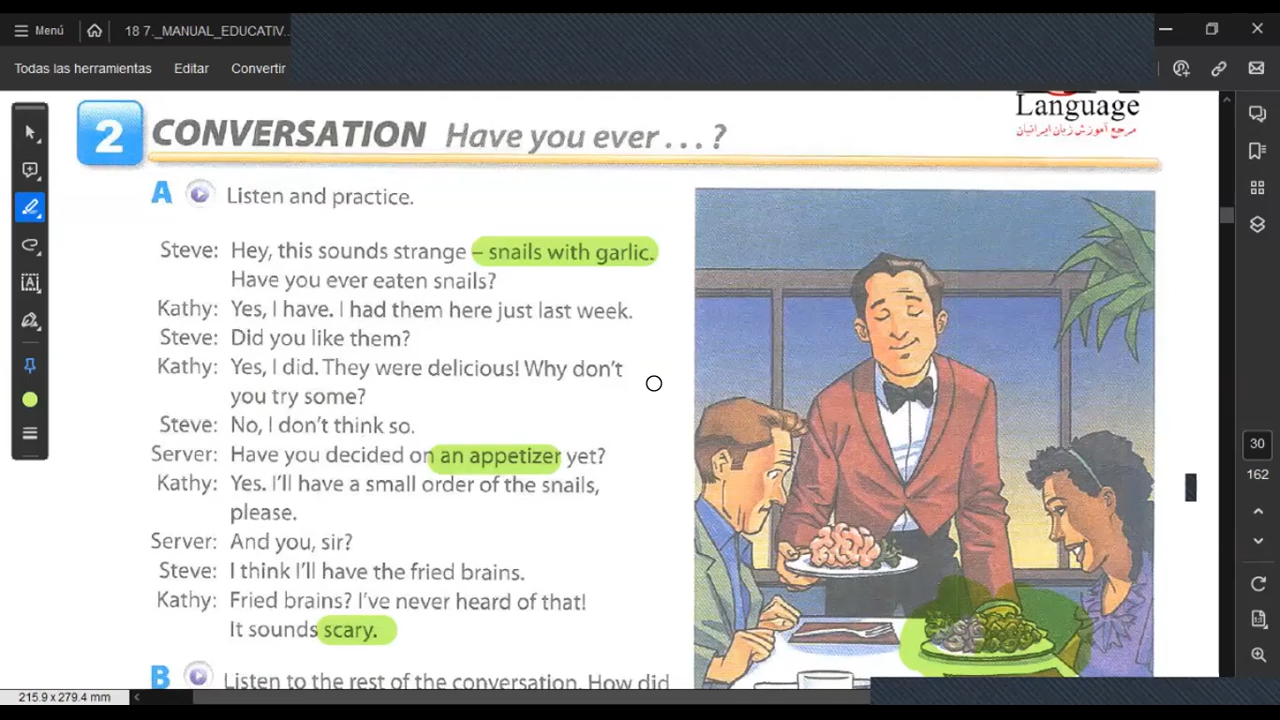 Menú
18 7._MANUAL_EDUCATIV...
Todas las herramientas Editar Convertir
Language
مرجع آموزش زبان ایرانیان
2 CONVERSATION Have you ever . . . ?
A Listen and practice.
Steve: Hey, this sounds strange – snails with garlic.
Have you ever eaten snails?
Kathy: Yes, I have. I had them here just last week.
Steve: Did you like them?
Kathy: Yes, I did. They were delicious! Why don't
you try some?
Steve: No, I don't think so.
Server: Have you decided on an appetizer yet?
Kathy: Yes. I'll have a small order of the snails,
please.
Server: And you, sir?
Steve: I think I'll have the fried brains.
Kathy: Fried brains? I've never heard of that!
It sounds scary.
B Listen to the rest of the conversation. How did
30
162
215.9 x 279.4 mm